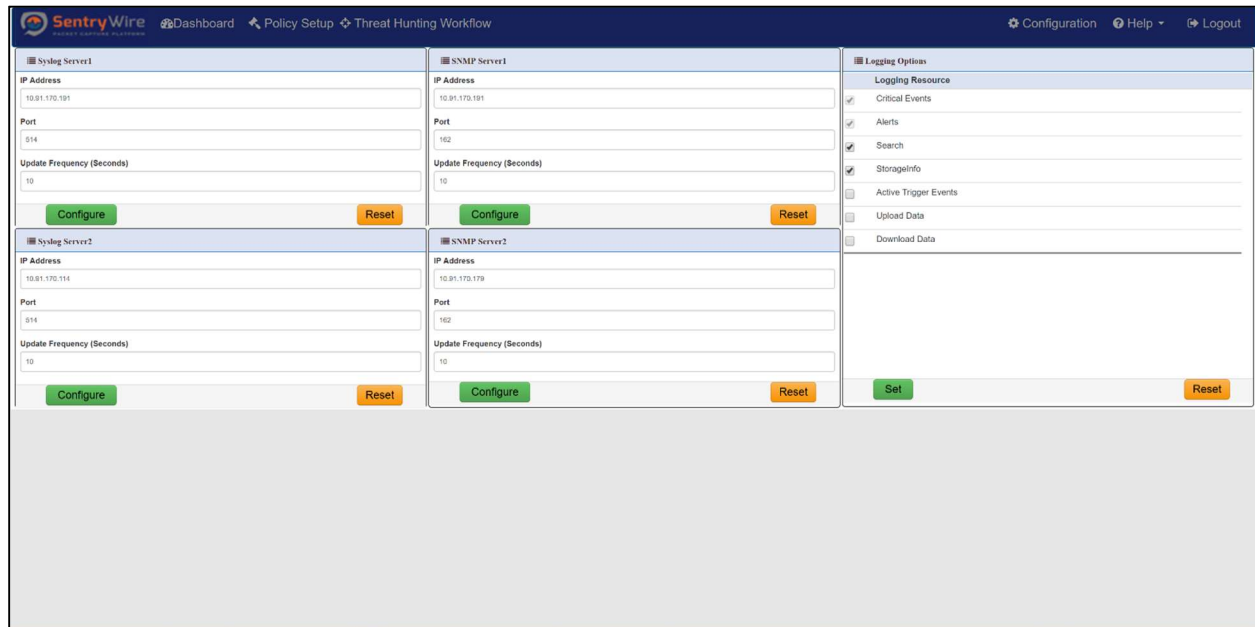 SentryWire Dashboard Policy Setup Threat Hunting Workflow Configuration Help Logout
PACKET CAPTURE PLATFORM
Syslog Server1
IP Address
10.91.170.191
Port
514
Update Frequency (Seconds)
10
Configure Reset
SNMP Server1
IP Address
10.91.170.191
Port
162
Update Frequency (Seconds)
10
Configure Reset
Syslog Server2
IP Address
10.91.170.114
Port
514
Update Frequency (Seconds)
10
Configure Reset
SNMP Server2
IP Address
10.91.170.179
Port
162
Update Frequency (Seconds)
10
Configure Reset
Logging Options
Logging Resource
Critical Events
Alerts
Search
StorageInfo
Active Trigger Events
Upload Data
Download Data
Set Reset